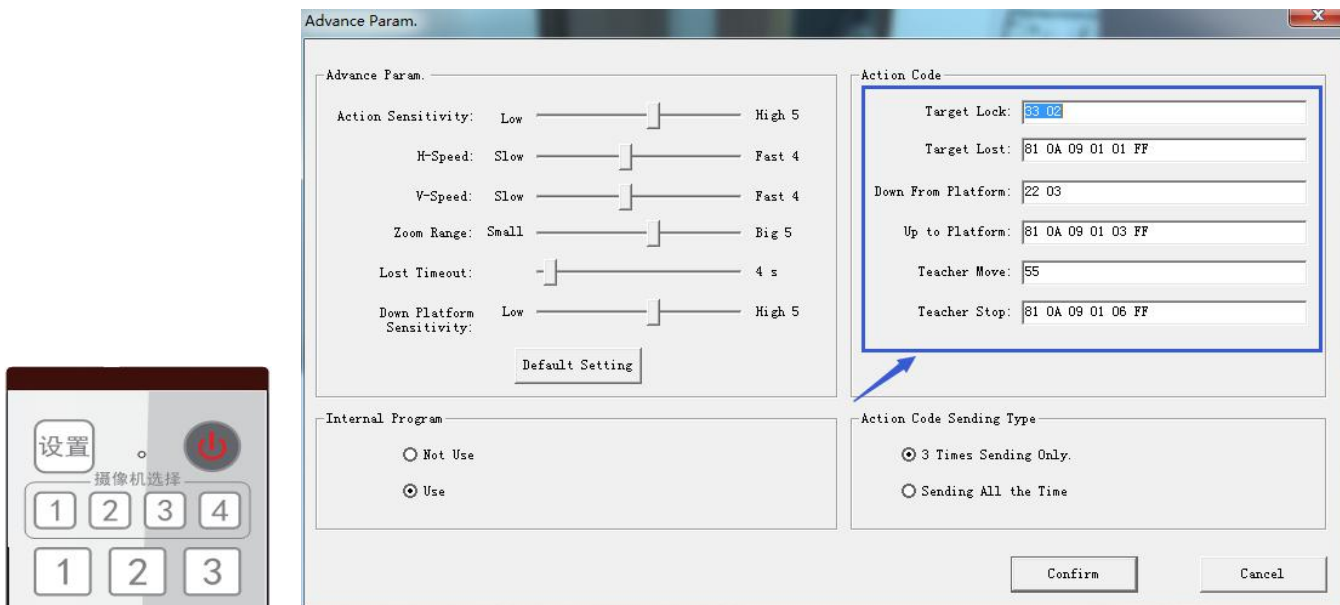 Advance Param.
Advance Param.
Action Sensitivity: Low High 5
H-Speed: Slow Fast 4
V-Speed: Slow Fast 4
Zoom Range: Small Big 5
Lost Timeout: 4 s
Down Platform
Sensitivity:
Low High 5
Default Setting
Action Code
Target Lock: 33 02
Target Lost: 81 0A 09 01 01 FF
Down From Platform: 22 03
Up to Platform: 81 0A 09 01 03 FF
Teacher Move: 55
Teacher Stop: 81 0A 09 01 06 FF
Internal Program
Not Use
Use
Action Code Sending Type
3 Times Sending Only.
Sending All the Time
Confirm Cancel
设置
摄像机选择
1 2 3 4
1 2 3